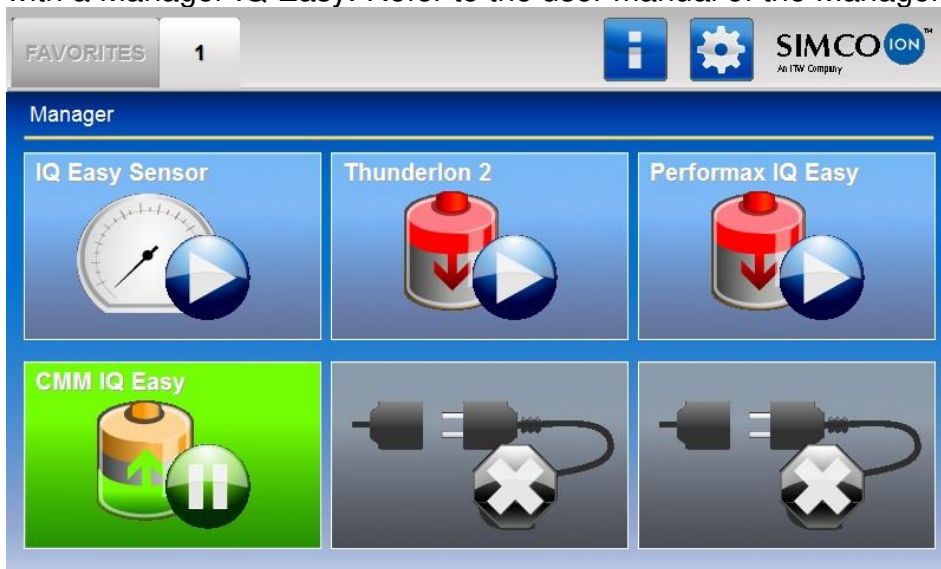 with a Manager IQ Easy. Refer to the user manual of the Manager
FAVORITES 1
SIMCO ION™
An ITW Company
Manager
IQ Easy Sensor ThunderIon 2 Performax IQ Easy
CMM IQ Easy